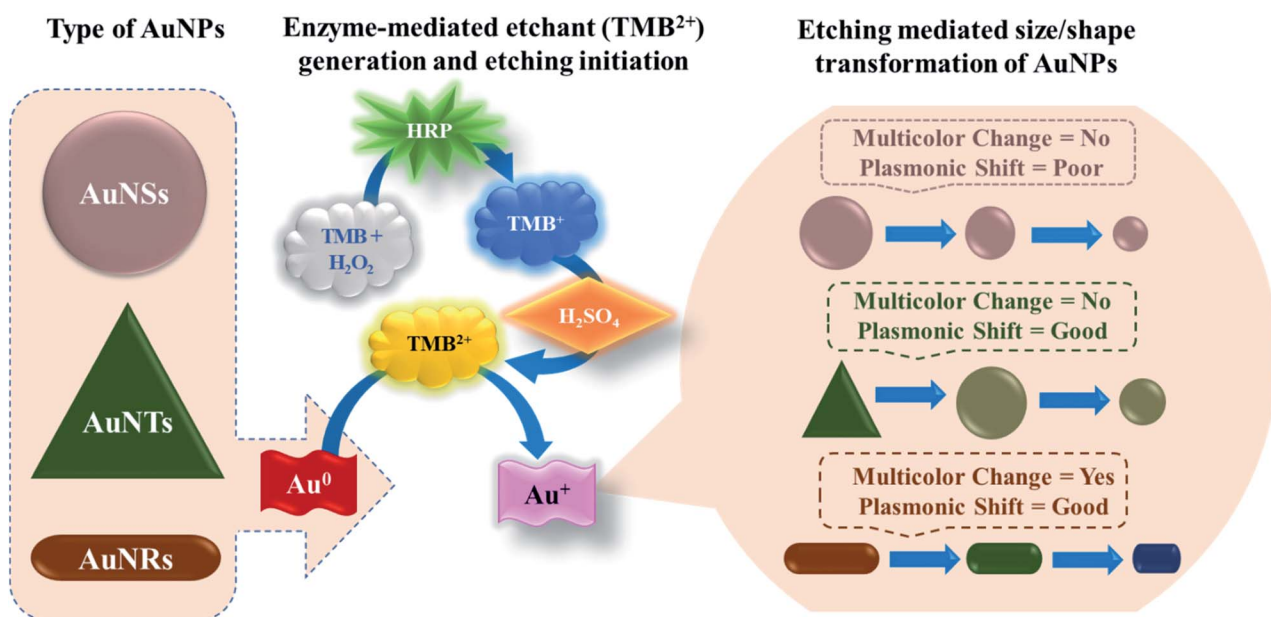 Type of AuNPs
AuNSs
AuNTs
AuNRs
Enzyme-mediated etchant (TMB²⁺)
generation and etching initiation
HRP
TMB +
H₂O₂
TMB⁺
H₂SO₄
TMB²⁺
Au⁰
Au⁺
Etching mediated size/shape
transformation of AuNPs
Multicolor Change = No
Plasmonic Shift = Poor
Multicolor Change = No
Plasmonic Shift = Good
Multicolor Change = Yes
Plasmonic Shift = Good